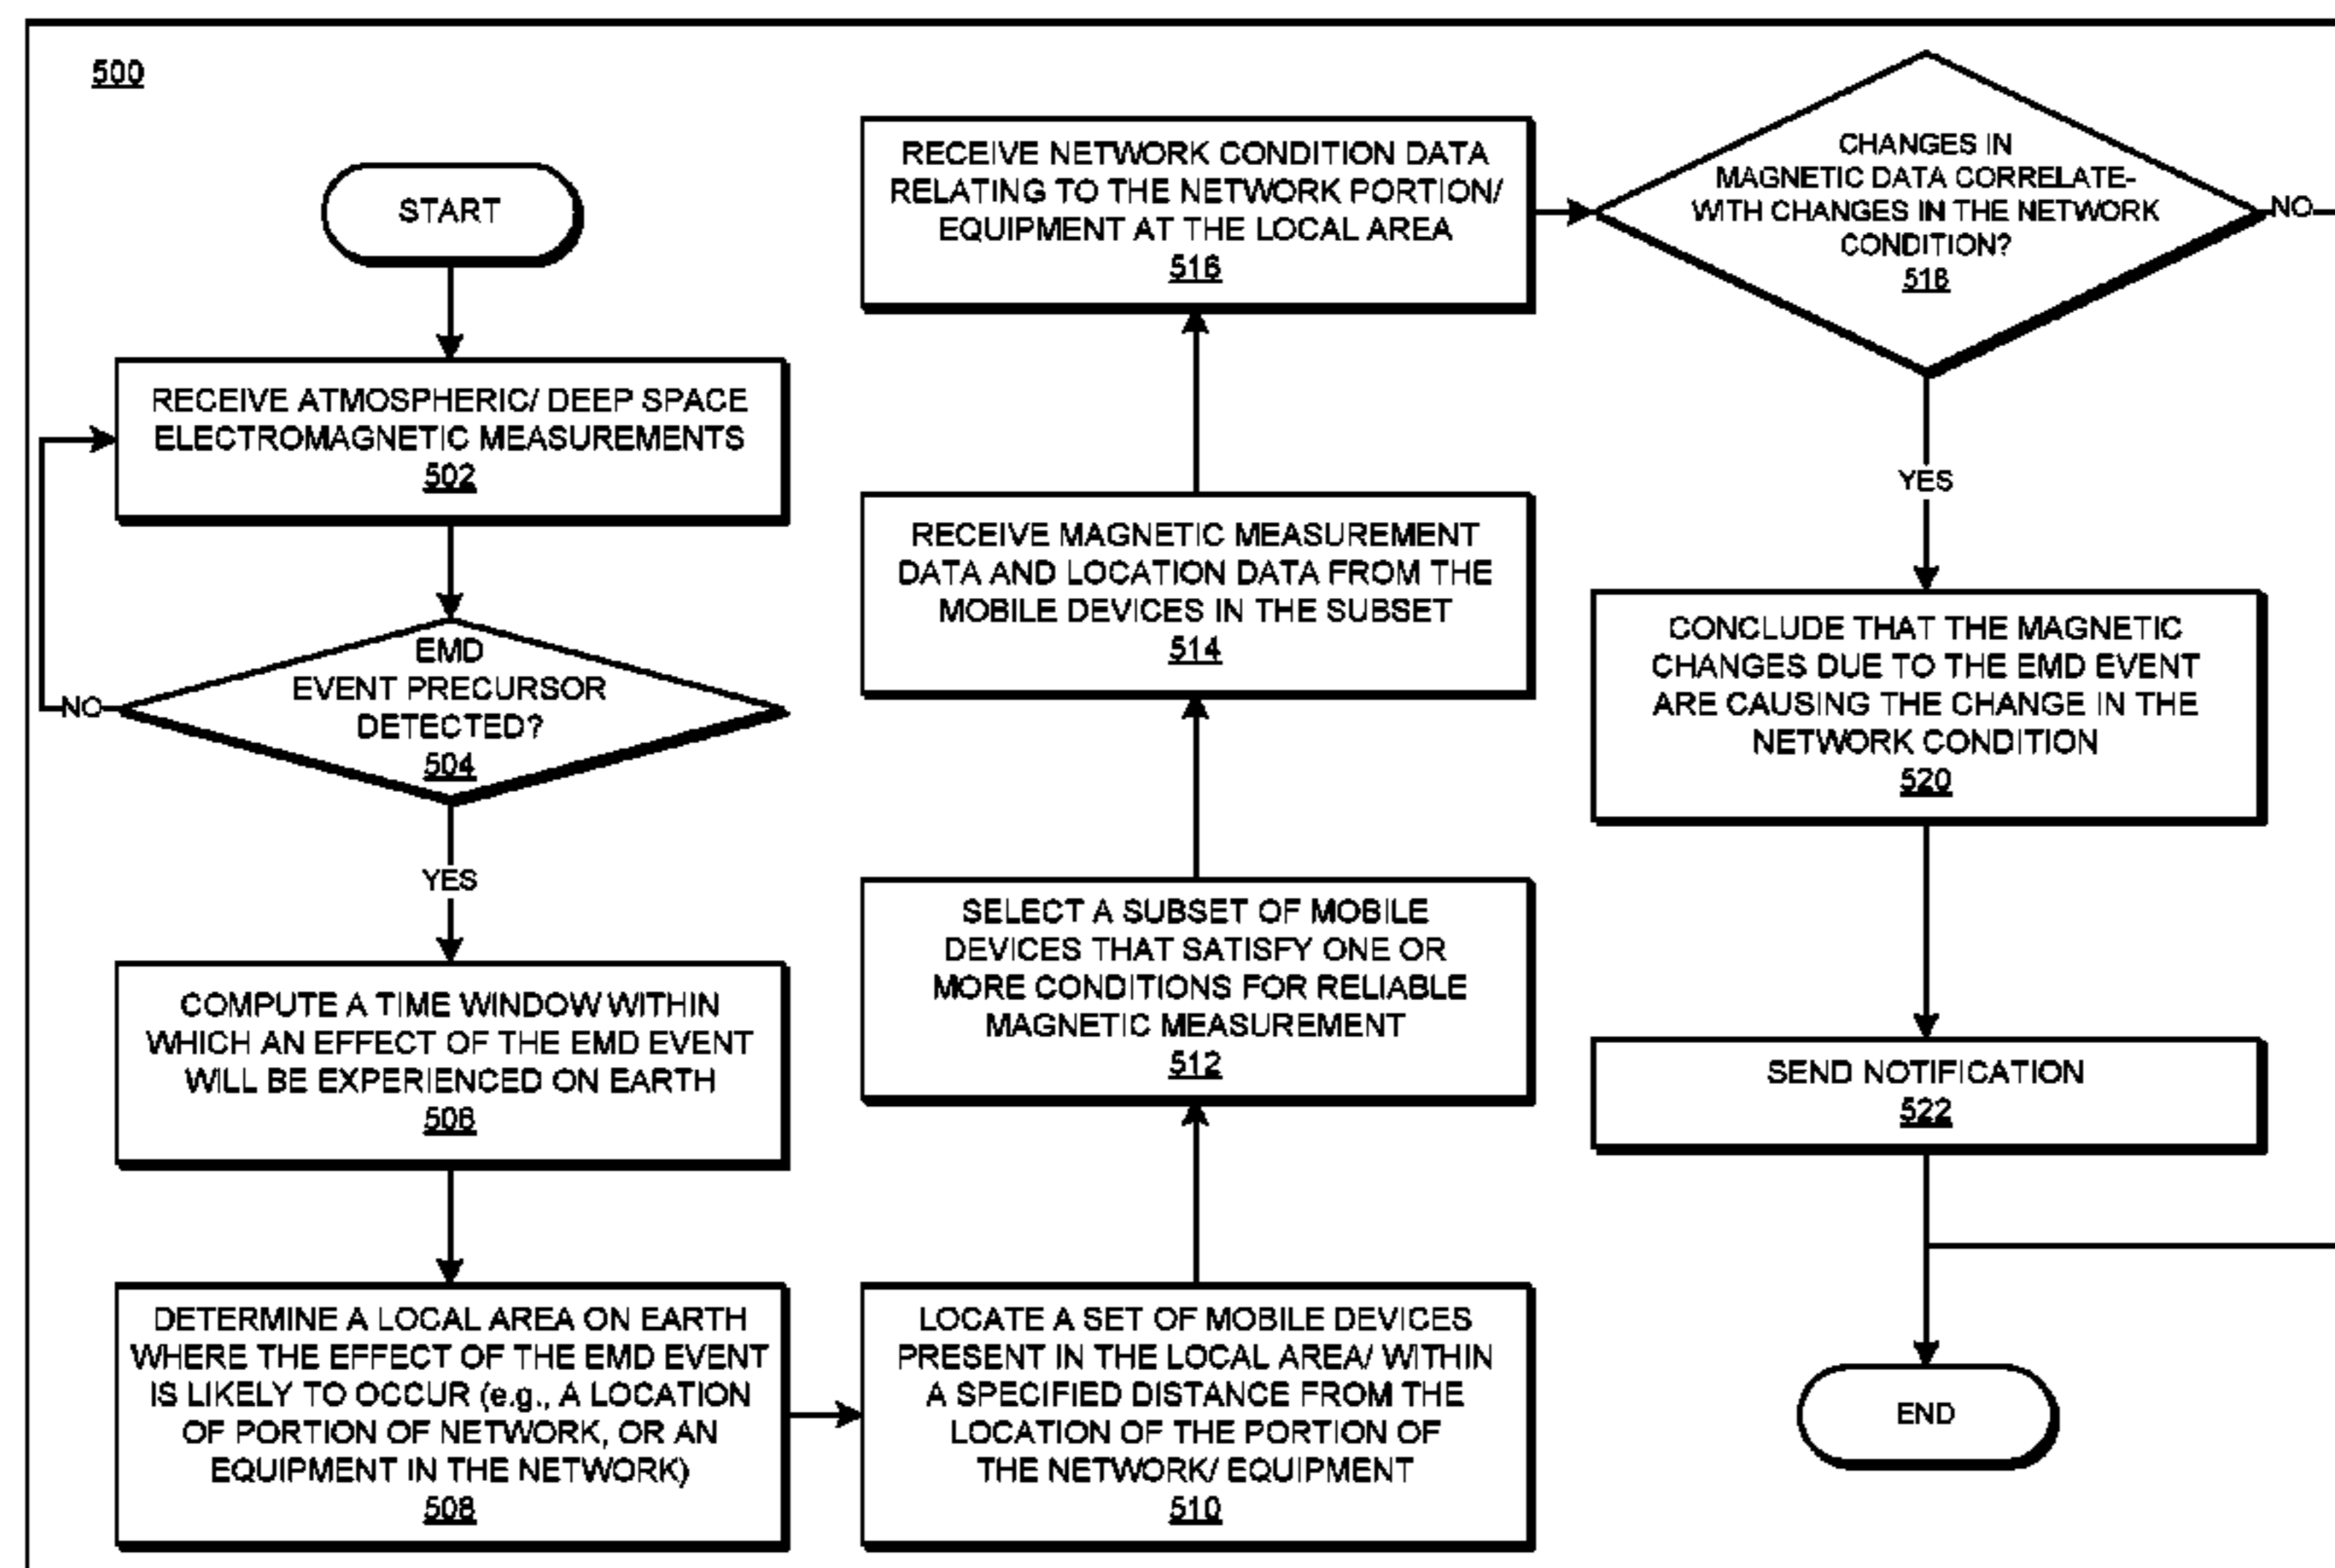 500
START
RECEIVE ATMOSPHERIC/ DEEP SPACE
ELECTROMAGNETIC MEASUREMENTS
502
EMD
EVENT PRECURSOR
DETECTED?
504
NO
YES
COMPUTE A TIME WINDOW WITHIN
WHICH AN EFFECT OF THE EMD EVENT
WILL BE EXPERIENCED ON EARTH
506
DETERMINE A LOCAL AREA ON EARTH
WHERE THE EFFECT OF THE EMD EVENT
IS LIKELY TO OCCUR (e.g., A LOCATION
OF PORTION OF NETWORK, OR AN
EQUIPMENT IN THE NETWORK)
508
LOCATE A SET OF MOBILE DEVICES
PRESENT IN THE LOCAL AREA/ WITHIN
A SPECIFIED DISTANCE FROM THE
LOCATION OF THE PORTION OF
THE NETWORK/ EQUIPMENT
510
SELECT A SUBSET OF MOBILE
DEVICES THAT SATISFY ONE OR
MORE CONDITIONS FOR RELIABLE
MAGNETIC MEASUREMENT
512
RECEIVE MAGNETIC MEASUREMENT
DATA AND LOCATION DATA FROM THE
MOBILE DEVICES IN THE SUBSET
514
RECEIVE NETWORK CONDITION DATA
RELATING TO THE NETWORK PORTION/
EQUIPMENT AT THE LOCAL AREA
516
CHANGES IN
MAGNETIC DATA CORRELATE-
WITH CHANGES IN THE NETWORK
CONDITION?
518
NO
YES
CONCLUDE THAT THE MAGNETIC
CHANGES DUE TO THE EMD EVENT
ARE CAUSING THE CHANGE IN THE
NETWORK CONDITION
520
SEND NOTIFICATION
522
END